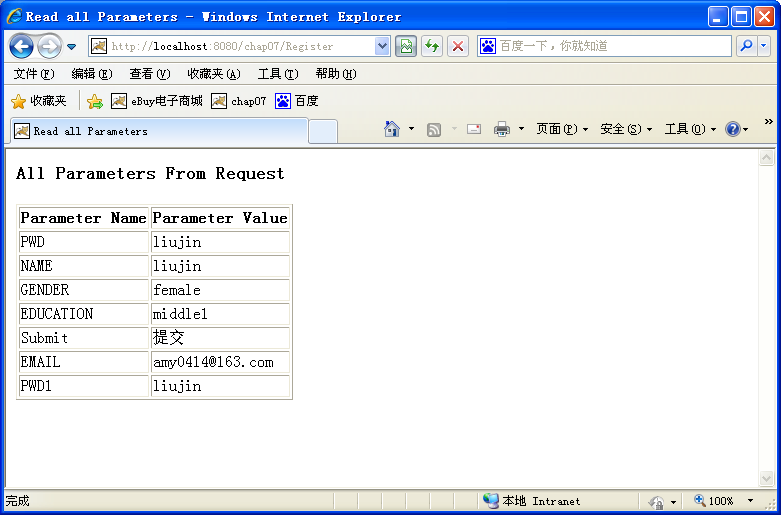 Read all Parameters - Windows Internet Explorer
http://localhost:8080/chap07/Register
百度一下，你就知道
文件(F) 编辑(E) 查看(V) 收藏夹(A) 工具(T) 帮助(H)
收藏夹 eBuy电子商城 chap07 百度
Read all Parameters 页面(P) 安全(S) 工具(O) »
All Parameters From Request
Parameter Name Parameter Value
PWD liujin
NAME liujin
GENDER female
EDUCATION middle1
Submit 提交
EMAIL amy0414@163.com
PWD1 liujin
完成 本地 Intranet 100%